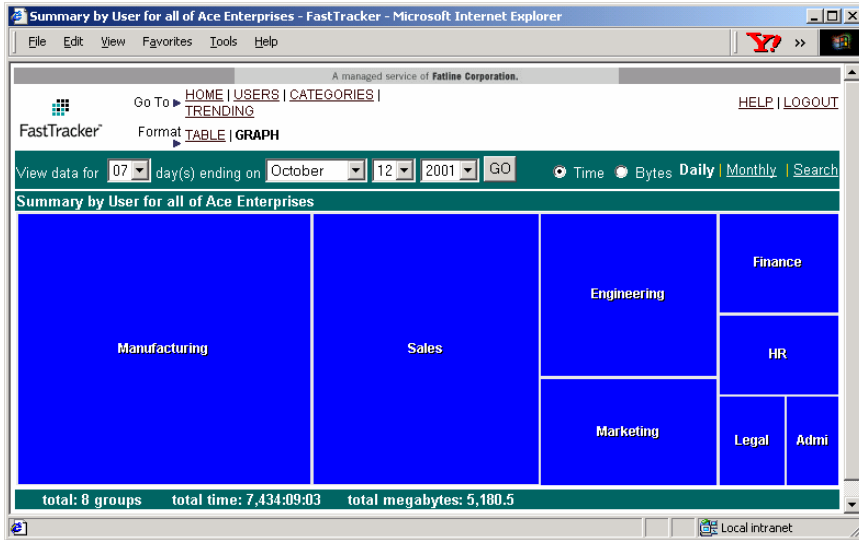 Summary by User for all of Ace Enterprises - FastTracker - Microsoft Internet Explorer
File Edit View Favorites Tools Help
Y! »
A managed service of Fatline Corporation.
FastTracker™
Go To HOME | USERS | CATEGORIES | 
TRENDING
HELP | LOGOUT
Format TABLE | GRAPH
View data for 07 day(s) ending on October 12 2001 GO Time Bytes Daily | Monthly | Search
Summary by User for all of Ace Enterprises
Manufacturing
Sales
Engineering
Marketing
Finance
HR
Legal
Admi
total: 8 groups total time: 7,434:09:03 total megabytes: 5,180.5
Local intranet